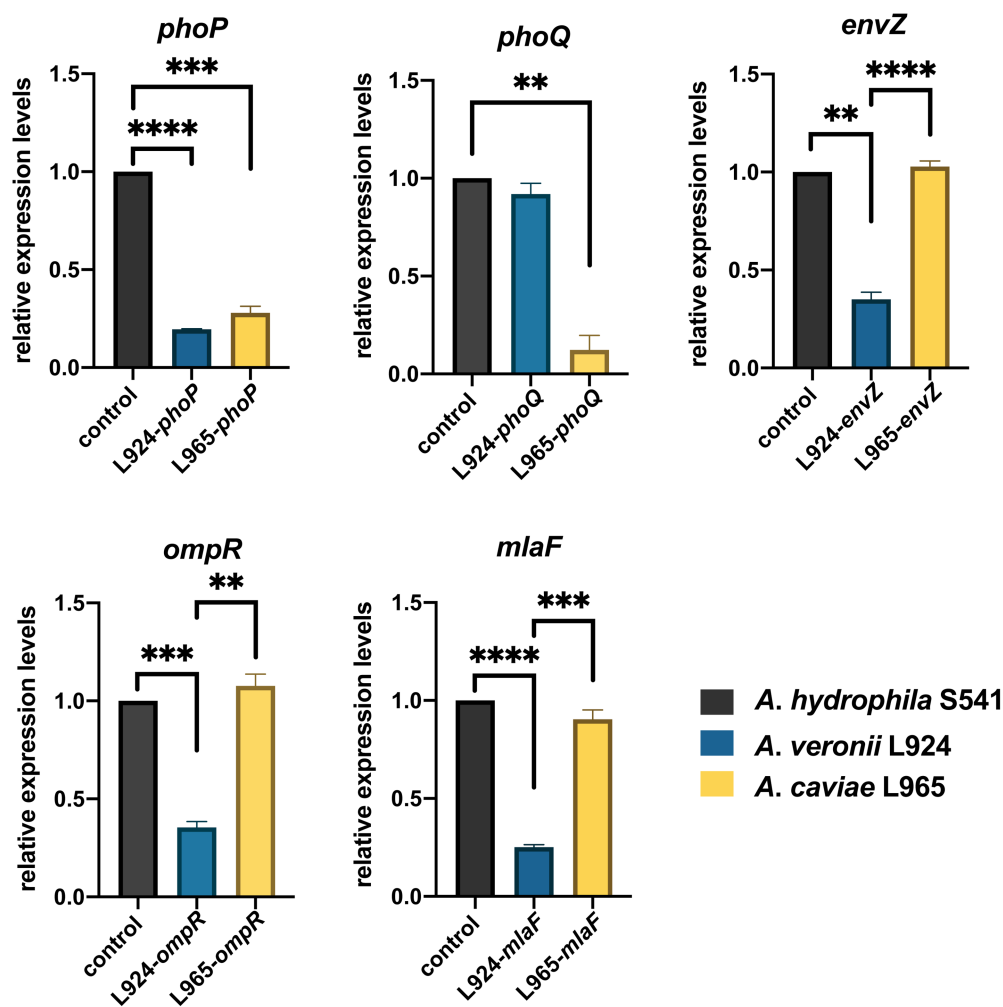 phoP
relative expression levels
1.5
1.0
0.5
0.0
***
****
control
L924-phoP
L965-phoP
phoQ
relative expression levels
1.5
1.0
0.5
0.0
**
control
L924-phoQ
L965-phoQ
envZ
relative expression levels
1.5
1.0
0.5
0.0
**
****
control
L924-envZ
L965-envZ
ompR
relative expression levels
1.5
1.0
0.5
0.0
***
**
control
L924-ompR
L965-ompR
mlaF
relative expression levels
1.5
1.0
0.5
0.0
****
***
control
L924-mlaF
L965-mlaF
A. hydrophila S541
A. veronii L924
A. caviae L965